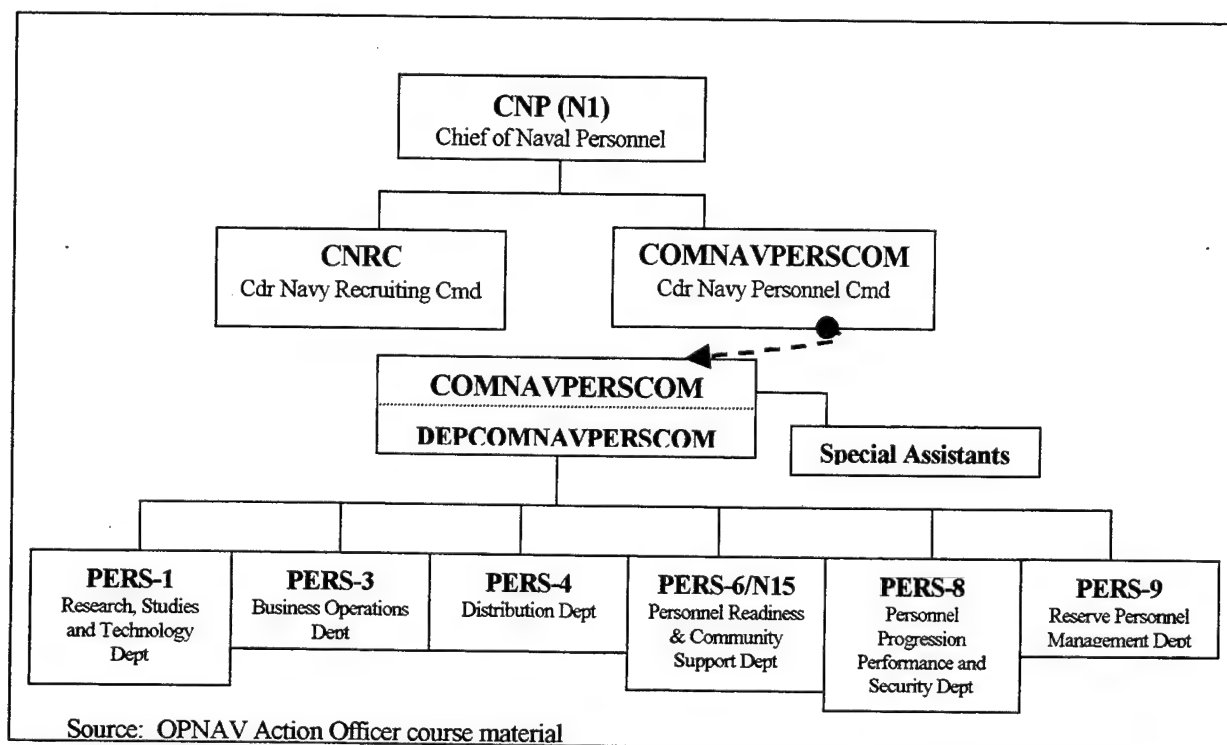 CNP (N1)
Chief of Naval Personnel
CNRC
Cdr Navy Recruiting Cmd
COMNAVPERSCOM
Cdr Navy Personnel Cmd
COMNAVPERSCOM
DEPCOMNAVPERSCOM
Special Assistants
PERS-1
Research, Studies
and Technology
Dept
PERS-3
Business Operations
Dept
PERS-4
Distribution Dept
PERS-6/N15
Personnel Readiness
& Community
Support Dept
PERS-8
Personnel
Progression
Performance and
Security Dept
PERS-9
Reserve Personnel
Management Dept
Source: OPNAV Action Officer course material